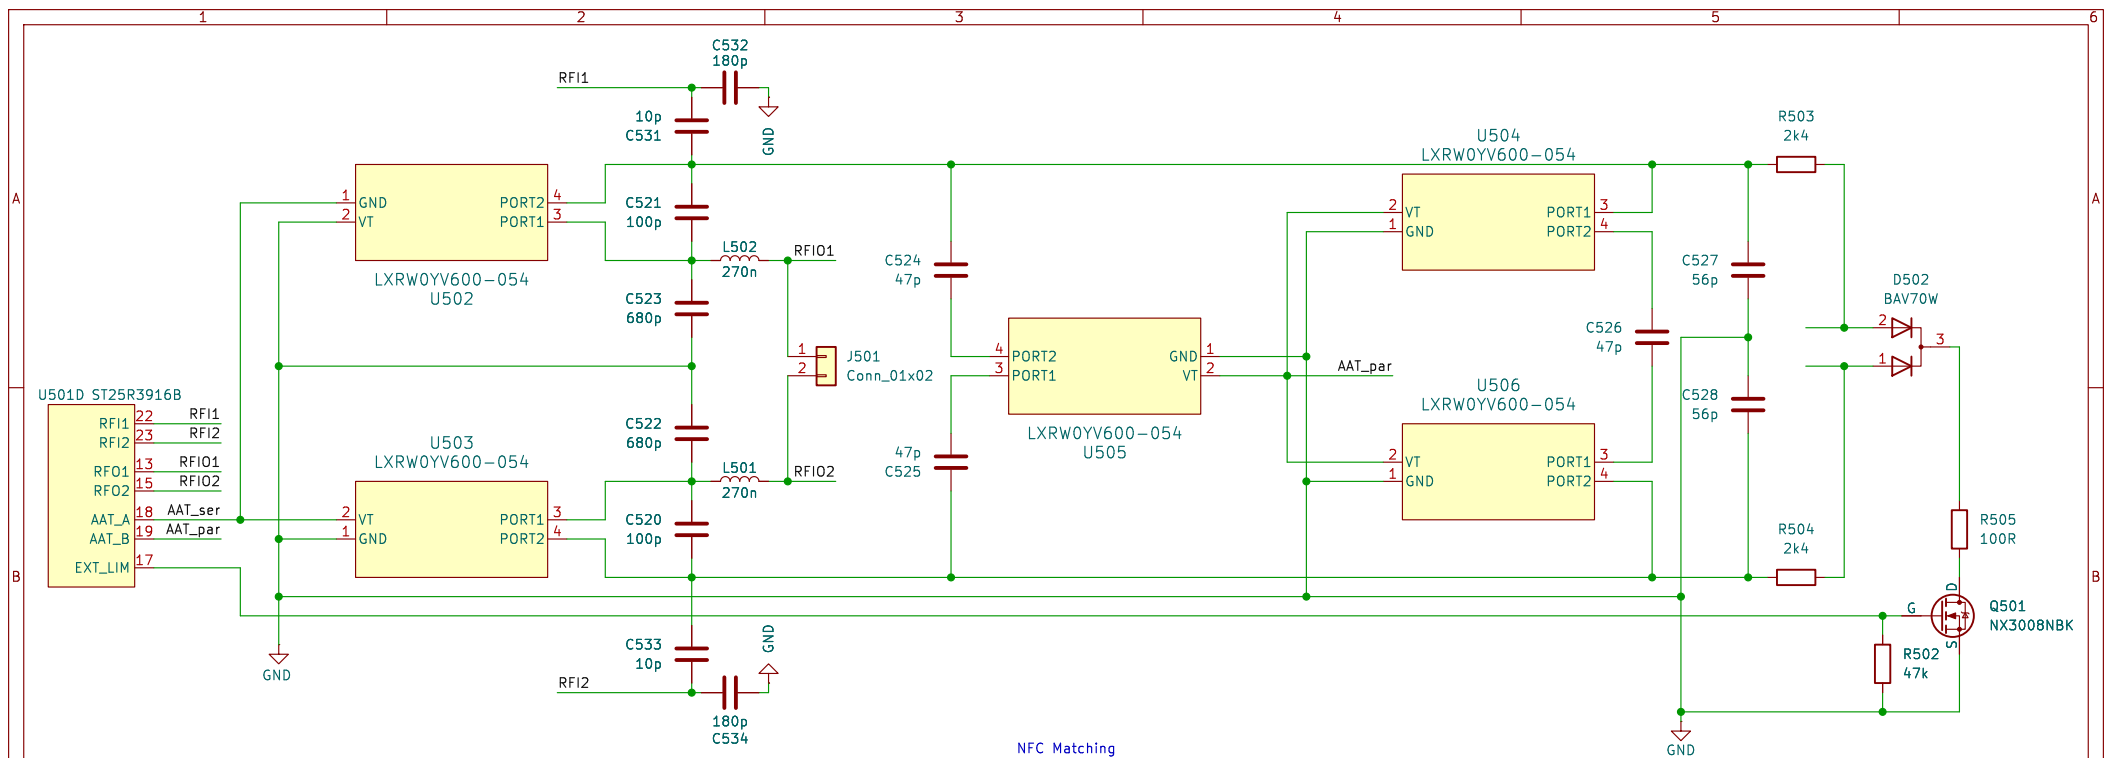 1 2 3 4 5 6
A A
B B
C532
180p
RFI1
10p
C531
GND
1 GND
2 VT
PORT2 4
PORT1 3
LXRW0YV600-054
U502
C521
100p
L502
270n
RFIO1
C523
680p
1
2
J501
Conn_01x02
C522
680p
L501
270n
RFIO2
C520
100p
U501D ST25R3916B
RFI1 22 RFI1
RFI2 23 RFI2
RFO1 13 RFIO1
RFO2 15 RFIO2
AAT_A 18 AAT_ser
AAT_B 19 AAT_par
EXT_LIM 17
U503
LXRW0YV600-054
2 VT
1 GND
PORT1 3
PORT2 4
GND
C533
10p
GND
RFI2
180p
C534
C524
47p
4 PORT2
3 PORT1
GND 1
VT 2
LXRW0YV600-054
U505
47p
C525
AAT_par
U504
LXRW0YV600-054
2 VT
1 GND
PORT1 3
PORT2 4
C526
47p
U506
LXRW0YV600-054
2 VT
1 GND
PORT1 3
PORT2 4
C527
56p
C528
56p
R503
2k4
D502
BAV70W
2
1
3
R504
2k4
R505
100R
D
G
S
Q501
NX3008NBK
R502
47k
GND
NFC Matching